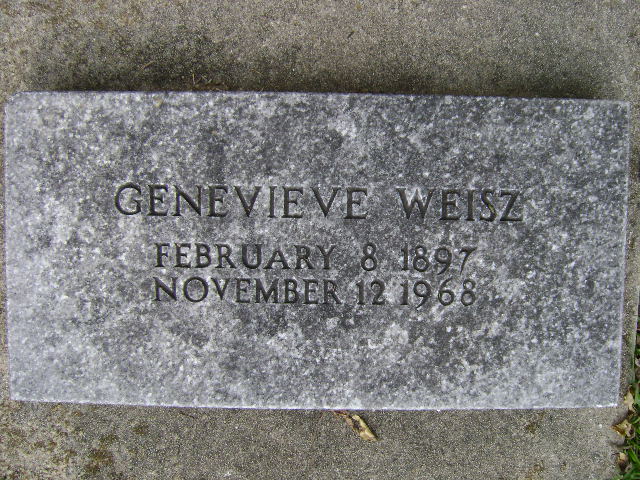 GENEVIEVE WEISZ
FEBRUARY 8 1897
NOVEMBER 12 1968